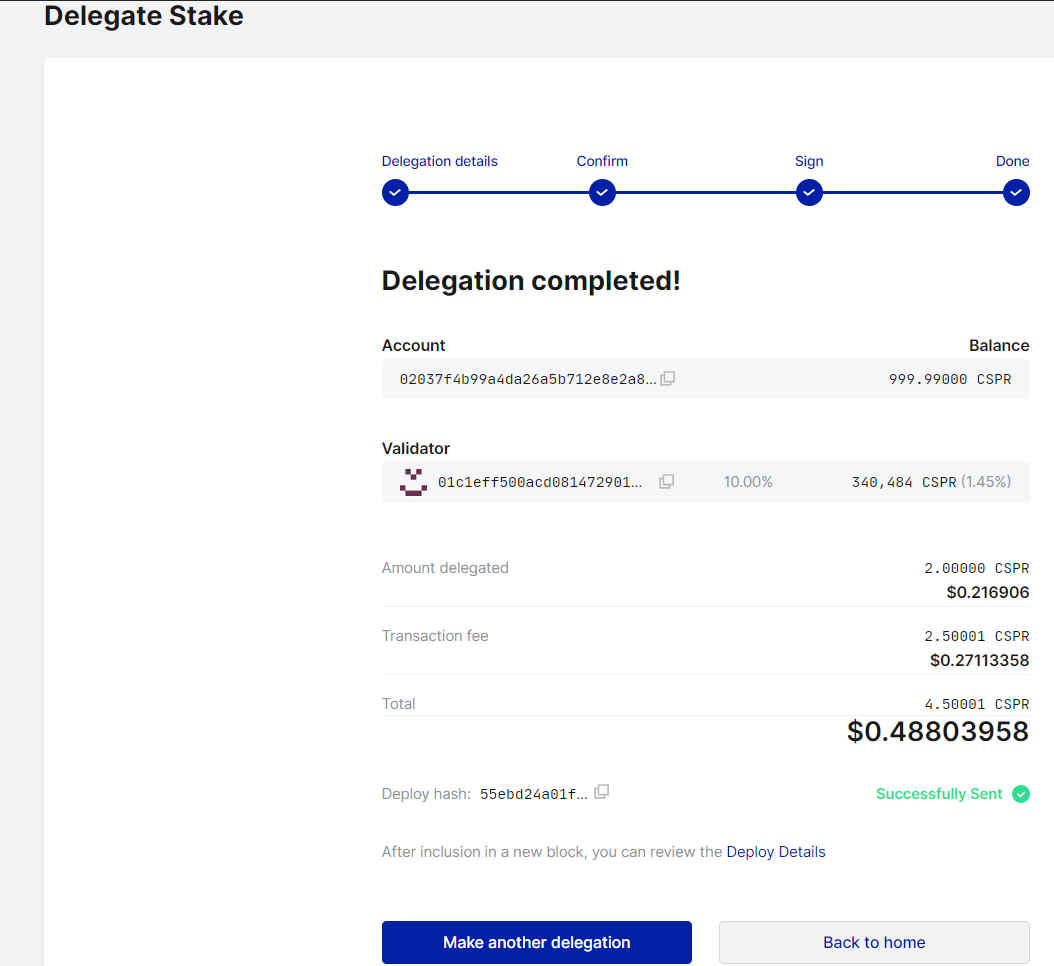 Delegate Stake
Delegation details Confirm Sign Done
Delegation completed!
Account Balance
02037f4b99a4da26a5b712e8e2a8... 999.99000 CSPR
Validator
01c1eff500acd081472901... 10.00% 340,484 CSPR (1.45%)
Amount delegated 2.00000 CSPR
$0.216906
Transaction fee 2.50001 CSPR
$0.27113358
Total 4.50001 CSPR
$0.48803958
Deploy hash: 55ebd24a01f... Successfully Sent
After inclusion in a new block, you can review the Deploy Details
Make another delegation Back to home